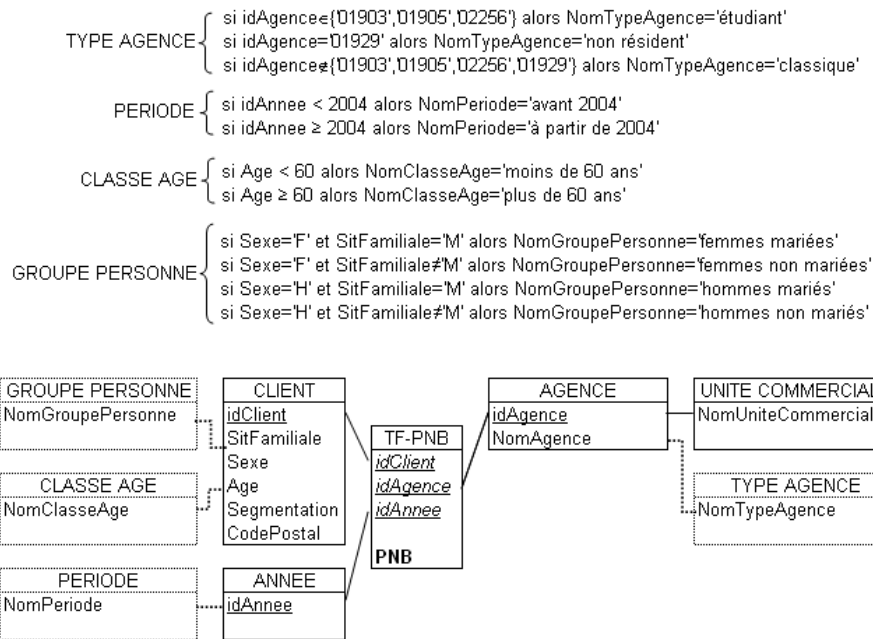 TYPE AGENCE
si idAgence∈{'01903','01905','02256'} alors NomTypeAgence='étudiant'
si idAgence='01929' alors NomTypeAgence='non résident'
si idAgence∉{'01903','01905','02256','01929'} alors NomTypeAgence='classique'
PERIODE
si idAnnee < 2004 alors NomPeriode='avant 2004'
si idAnnee ≥ 2004 alors NomPeriode='à partir de 2004'
CLASSE AGE
si Age < 60 alors NomClasseAge='moins de 60 ans'
si Age ≥ 60 alors NomClasseAge='plus de 60 ans'
GROUPE PERSONNE
si Sexe='F' et SitFamiliale='M' alors NomGroupePersonne='femmes mariées'
si Sexe='F' et SitFamiliale≠'M' alors NomGroupePersonne='femmes non mariées'
si Sexe='H' et SitFamiliale='M' alors NomGroupePersonne='hommes mariés'
si Sexe='H' et SitFamiliale≠'M' alors NomGroupePersonne='hommes non mariés'
GROUPE PERSONNE
NomGroupePersonne
CLASSE AGE
NomClasseAge
PERIODE
NomPeriode
CLIENT
idClient
SitFamiliale
Sexe
Age
Segmentation
CodePostal
ANNEE
idAnnee
TF-PNB
idClient
idAgence
idAnnee
PNB
AGENCE
idAgence
NomAgence
UNITE COMMERCIAL
NomUniteCommercial
TYPE AGENCE
NomTypeAgence